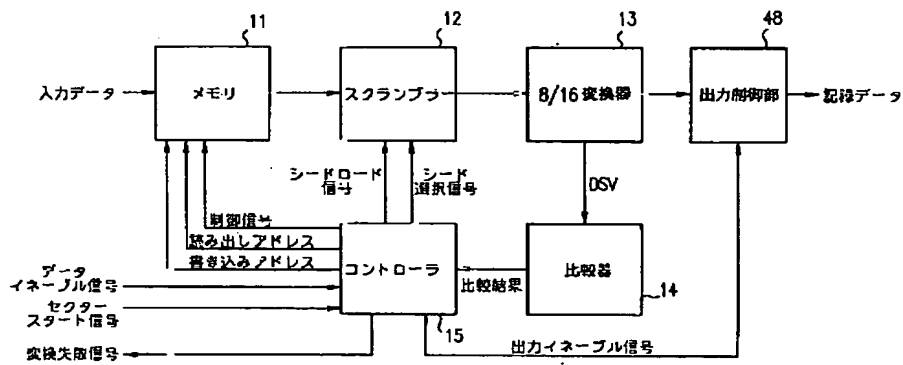 11
12
13
48
入力データ
メモリ
スクランブラ
8/16 変換器
出力制御部
記録データ
シードロード
信号
シード
選択信号
DSV
制御信号
読み出しアドレス
書き込みアドレス
コントローラ
比較結果
比較器
14
データ
イネーブル信号
セクター
スタート信号
15
変換失敗信号
出力イネーブル信号